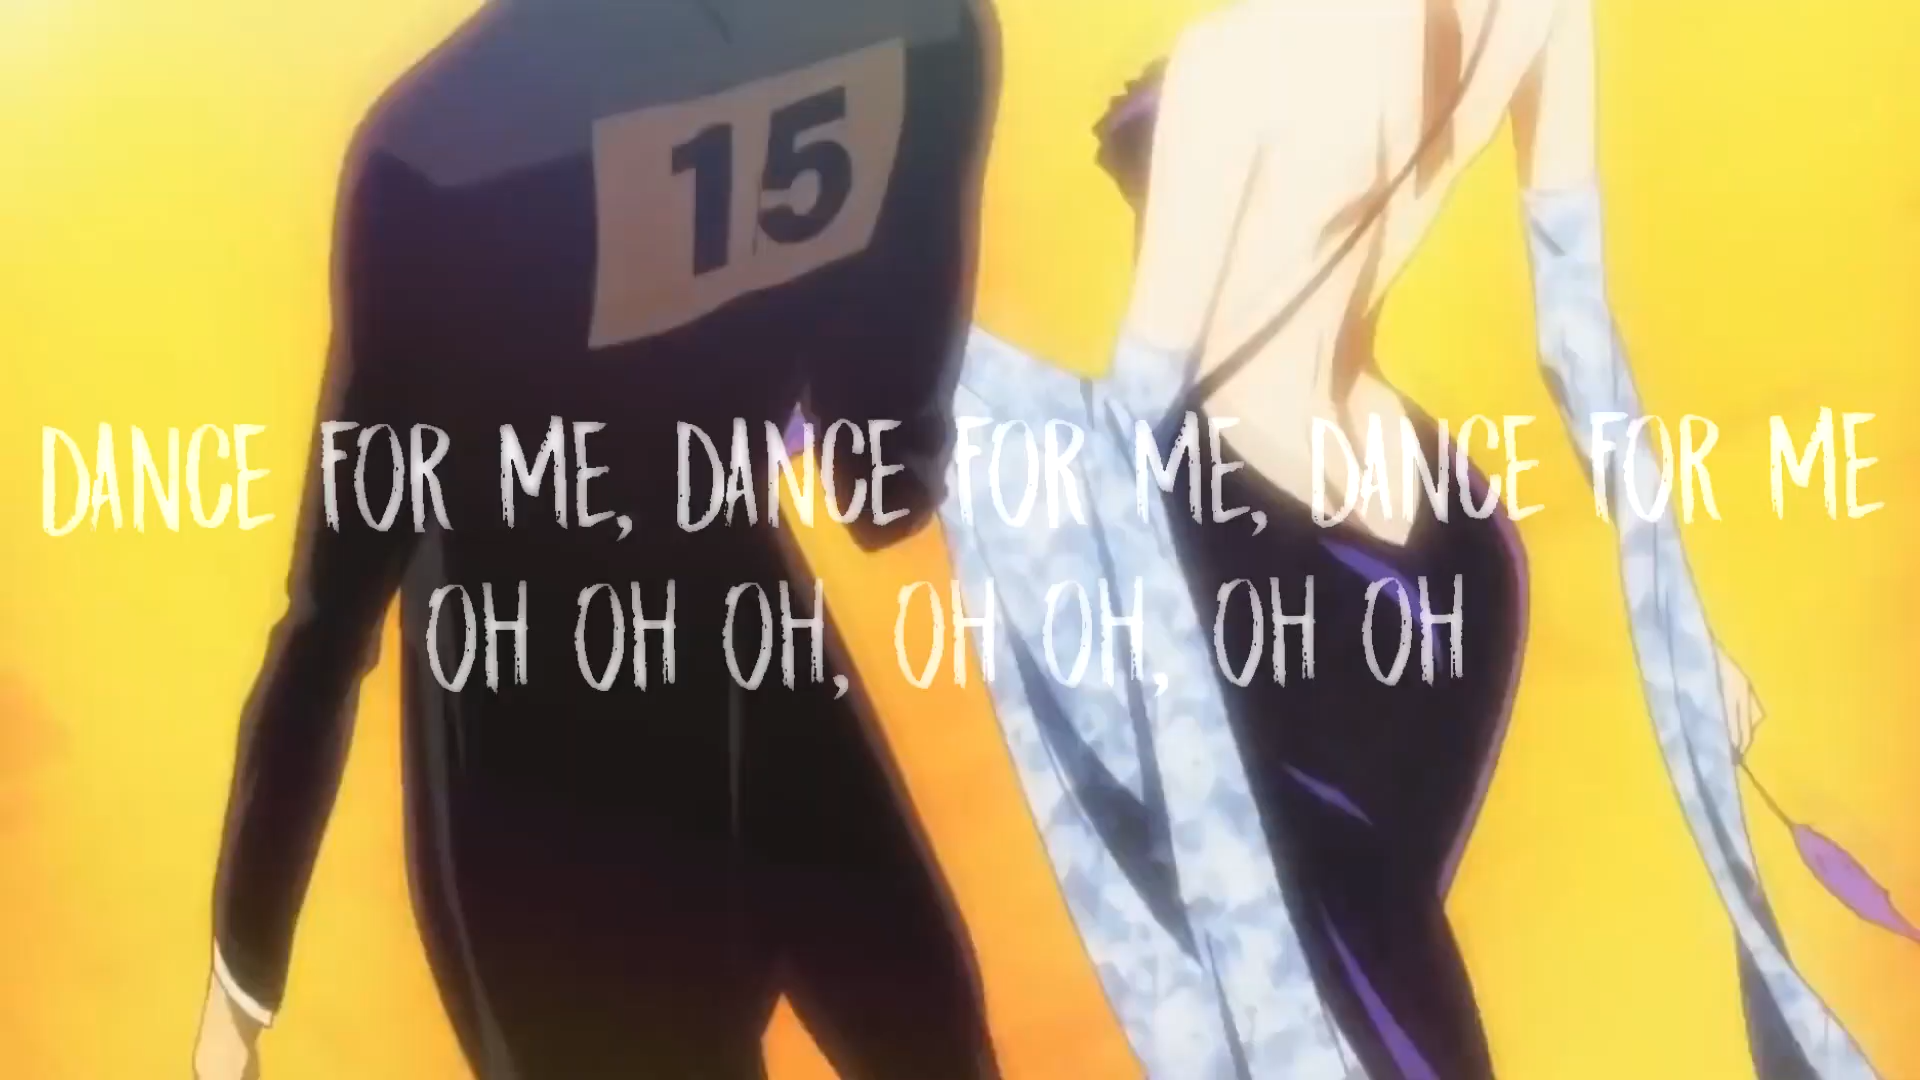 15
DANCE FOR ME, DANCE FOR ME, DANCE FOR ME
OH OH OH, OH OH, OH OH